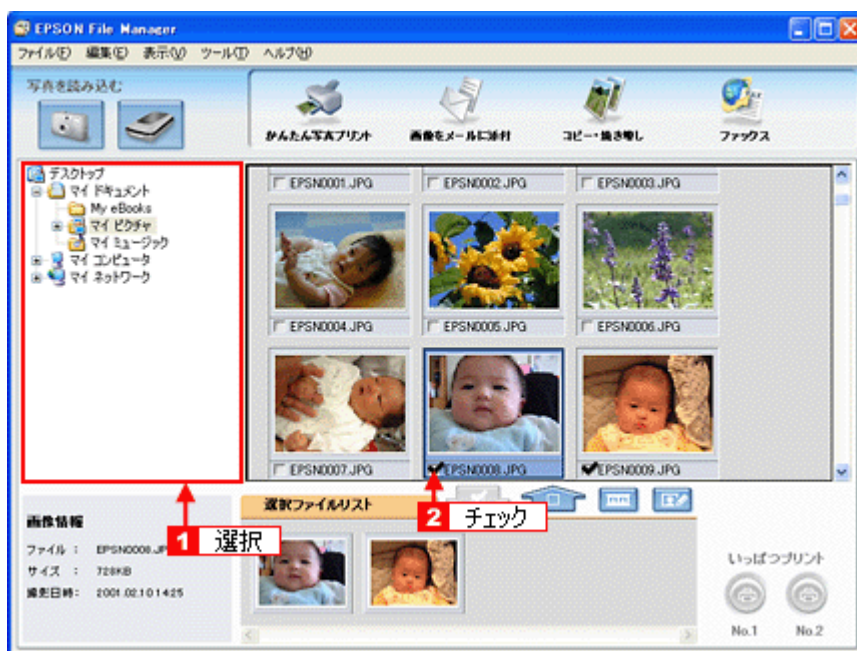 EPSON File Manager
ファイル(F) 編集(E) 表示(V) ツール(T) ヘルプ(H)
写真を読み込む
かんたん写真プリント 画像をメールに添付 コピー・焼き増し ファックス
デスクトップ
マイ ドキュメント
My eBooks
マイ ピクチャ
マイ ミュージック
マイ コンピュータ
マイ ネットワーク
EPSN0001.JPG EPSN0002.JPG EPSN0003.JPG
EPSN0004.JPG EPSN0005.JPG EPSN0006.JPG
EPSN0007.JPG EPSN0008.JPG EPSN0009.JPG
1 選択
2 チェック
選択ファイルリスト
画像情報
ファイル : EPSN0008.JP
サイズ : 728KB
撮影日時: 2001.02.10 14:25
いっぱつプリント
No.1 No.2